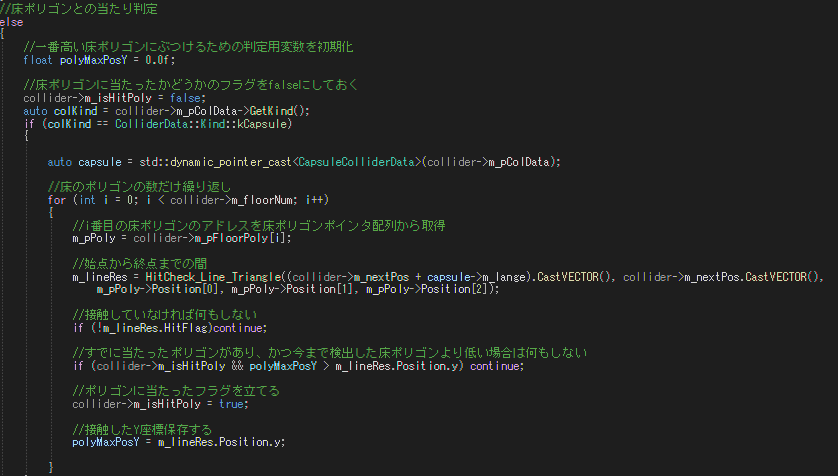 //床ポリゴンとの当たり判定
else
{
//一番高い床ポリゴンにぶつけるための判定用変数を初期化
float polyMaxPosY = 0.0f;
//床ポリゴンに当たったかどうかのフラグをfalseにしておく
collider->m_isHitPoly = false;
auto colKind = collider->m_pColData->GetKind();
if (colKind == ColliderData::Kind::kCapsule)
{
auto capsule = std::dynamic_pointer_cast<CapsuleColliderData>(collider->m_pColData);
//床のポリゴンの数だけ繰り返し
for (int i = 0; i < collider->m_floorNum; i++)
{
//i番目の床ポリゴンのアドレスを床ポリゴンポインタ配列から取得
m_pPoly = collider->m_pFloorPoly[i];
//始点から終点までの間
m_lineRes = HitCheck_Line_Triangle((collider->m_nextPos + capsule->m_lange).CastVECTOR(), collider->m_nextPos.CastVECTOR(),
m_pPoly->Position[0], m_pPoly->Position[1], m_pPoly->Position[2]);
//接触していなければ何もしない
if (!m_lineRes.HitFlag)continue;
//すでに当たったポリゴンがあり、かつ今まで検出した床ポリゴンより低い場合は何もしない
if (collider->m_isHitPoly && polyMaxPosY > m_lineRes.Position.y) continue;
//ポリゴンに当たったフラグを立てる
collider->m_isHitPoly = true;
//接触したY座標保存する
polyMaxPosY = m_lineRes.Position.y;
}